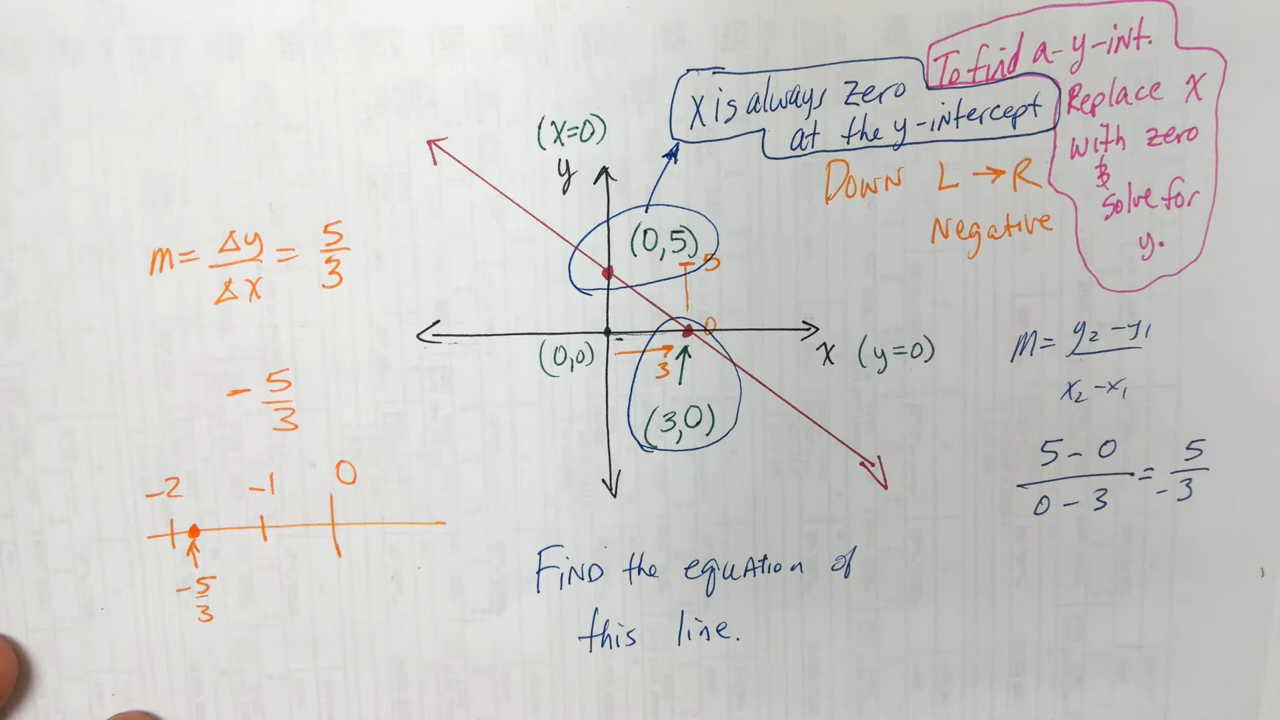 To find a y-int.
Replace X
with zero
&
Solve for
y.
X is always zero
at the y-intercept
(X=0)
y
DOWN L → R
Negative
(0,5)
5
m = Δy/ΔX = 5/3
0
(0,0)
3
X (y=0)
(3,0)
m = y₂-y₁
x₂-x₁
- 5/3
5-0/0-3 = 5/-3
-2 -1 0
-5/3
FIND the equation of
this line.